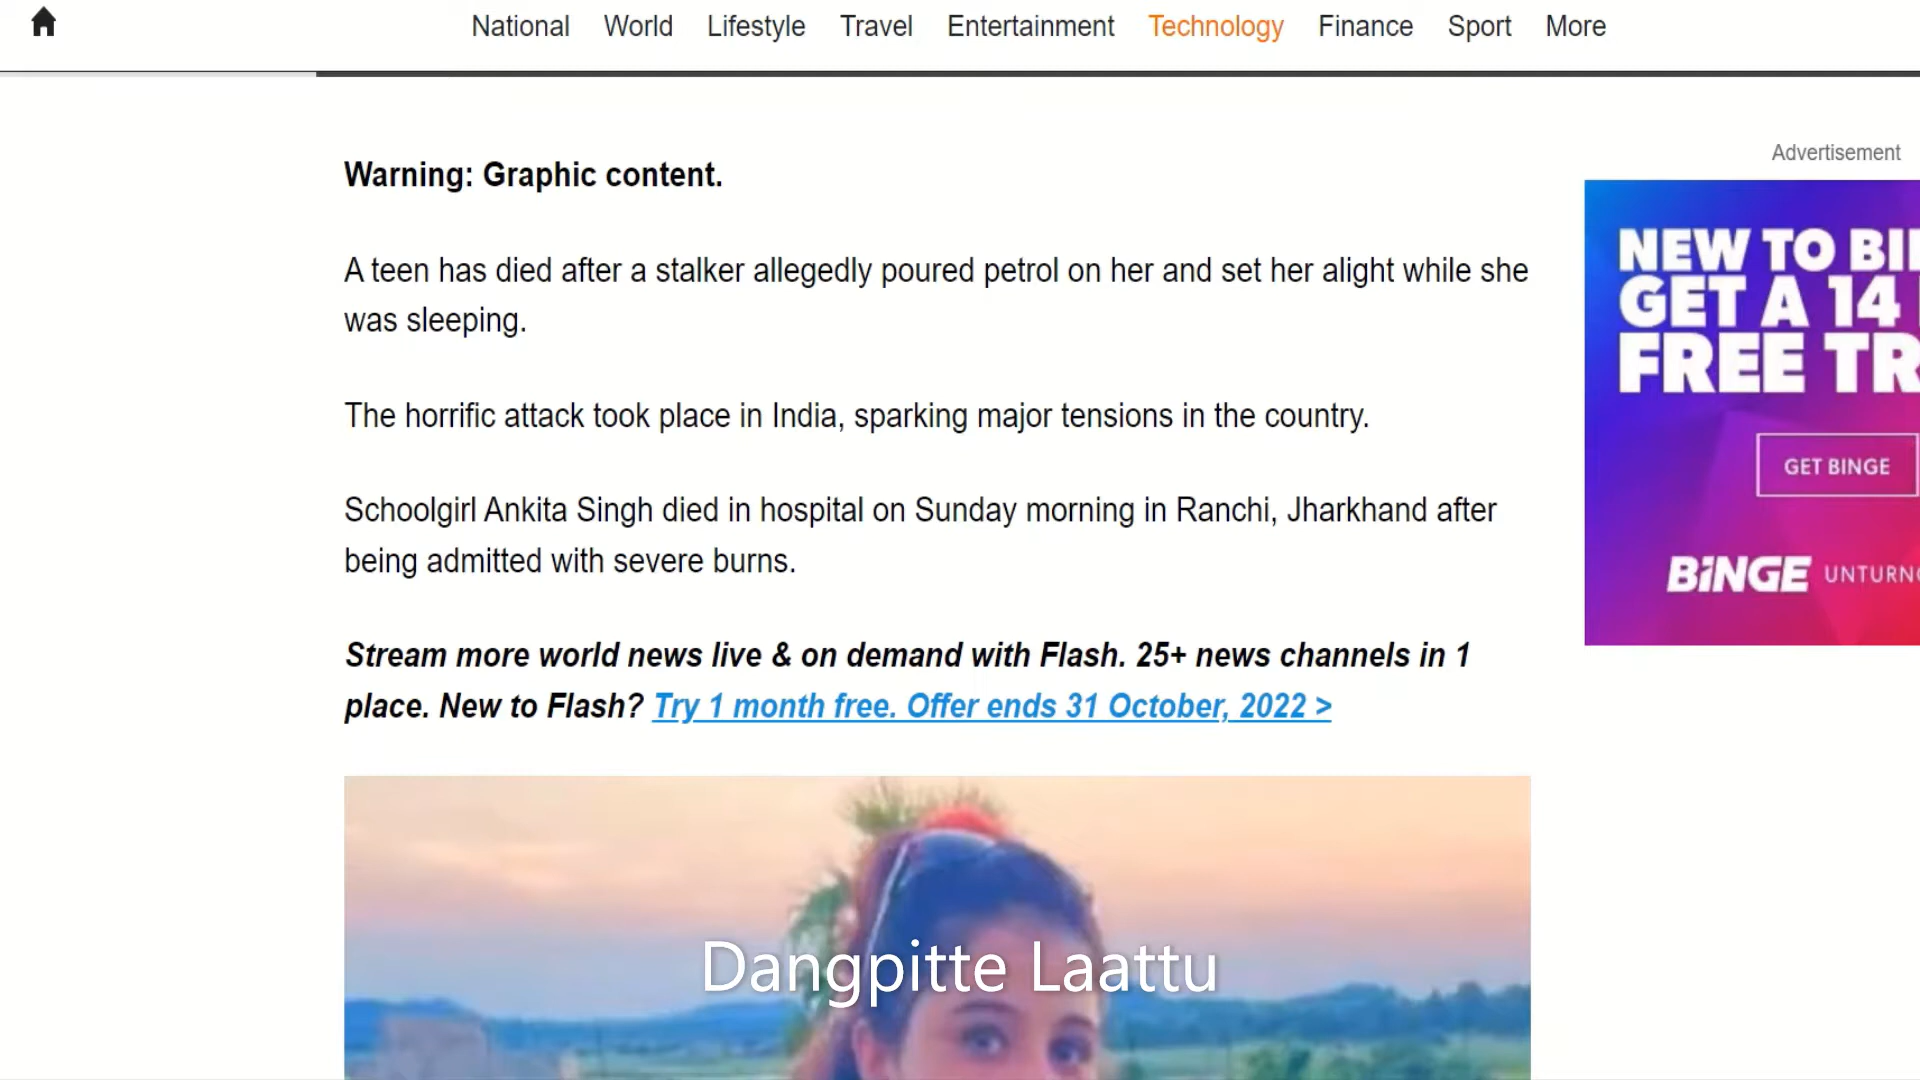 National World Lifestyle Travel Entertainment Technology Finance Sport More
Advertisement
Warning: Graphic content.
A teen has died after a stalker allegedly poured petrol on her and set her alight while she
was sleeping.
The horrific attack took place in India, sparking major tensions in the country.
Schoolgirl Ankita Singh died in hospital on Sunday morning in Ranchi, Jharkhand after
being admitted with severe burns.
Stream more world news live & on demand with Flash. 25+ news channels in 1
place. New to Flash? Try 1 month free. Offer ends 31 October, 2022 >
NEW TO
GET A 14
FREE
GET BINGE
BiNGE
Dangpitte Laattu